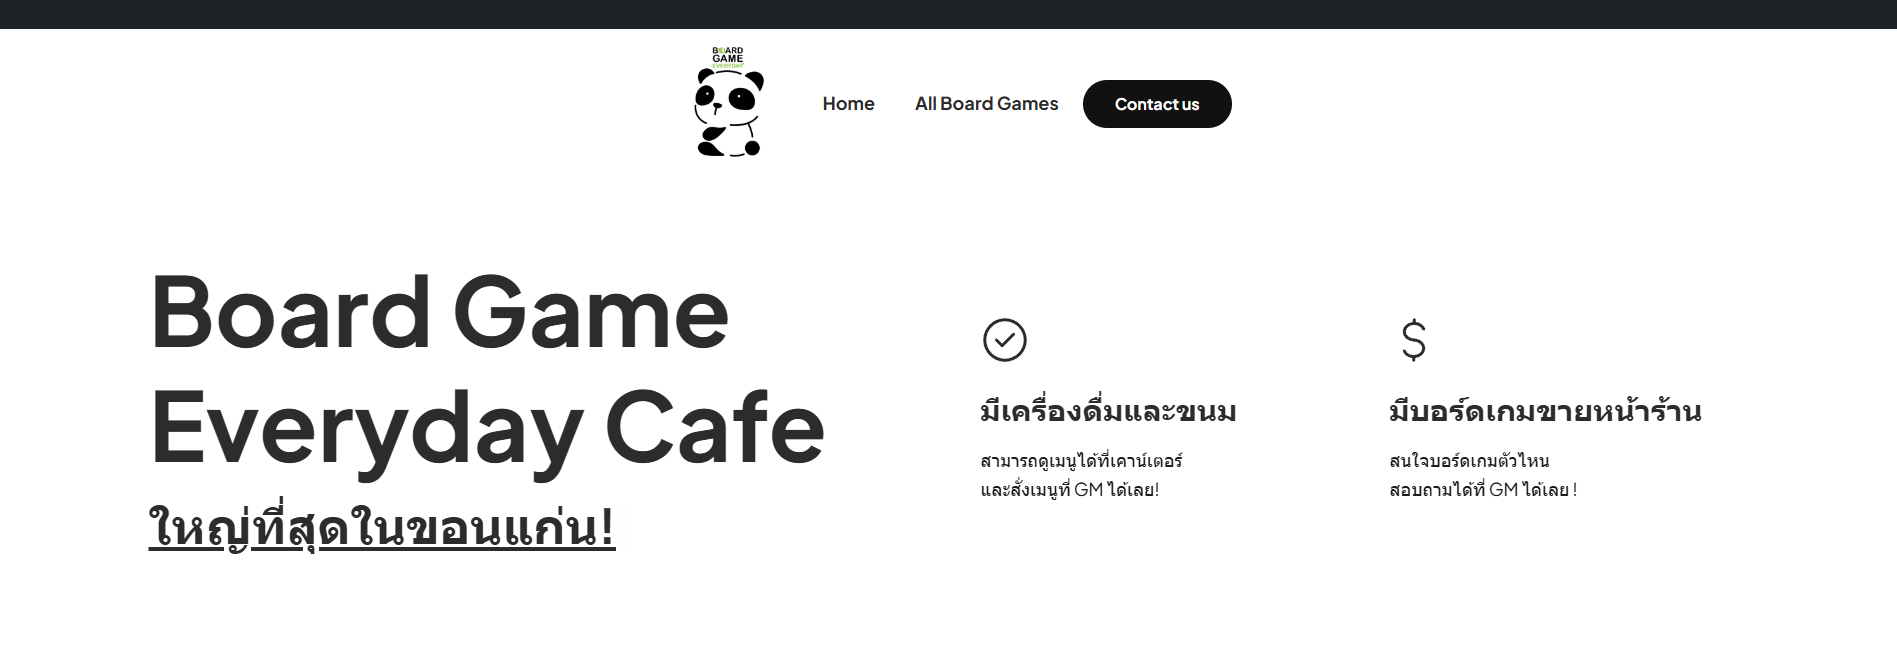 BOARD
GAME
EVERYDAY
Home
All Board Games
Contact us
Board Game
Everyday Cafe
ใหญ่ที่สุดในขอนแก่น!
มีเครื่องดื่มและขนม
สามารถดูเมนูได้ที่เคาน์เตอร์
และสั่งเมนูที่ GM ได้เลย!
มีบอร์ดเกมขายหน้าร้าน
สนใจบอร์ดเกมตัวไหน
สอบถามได้ที่ GM ได้เลย !